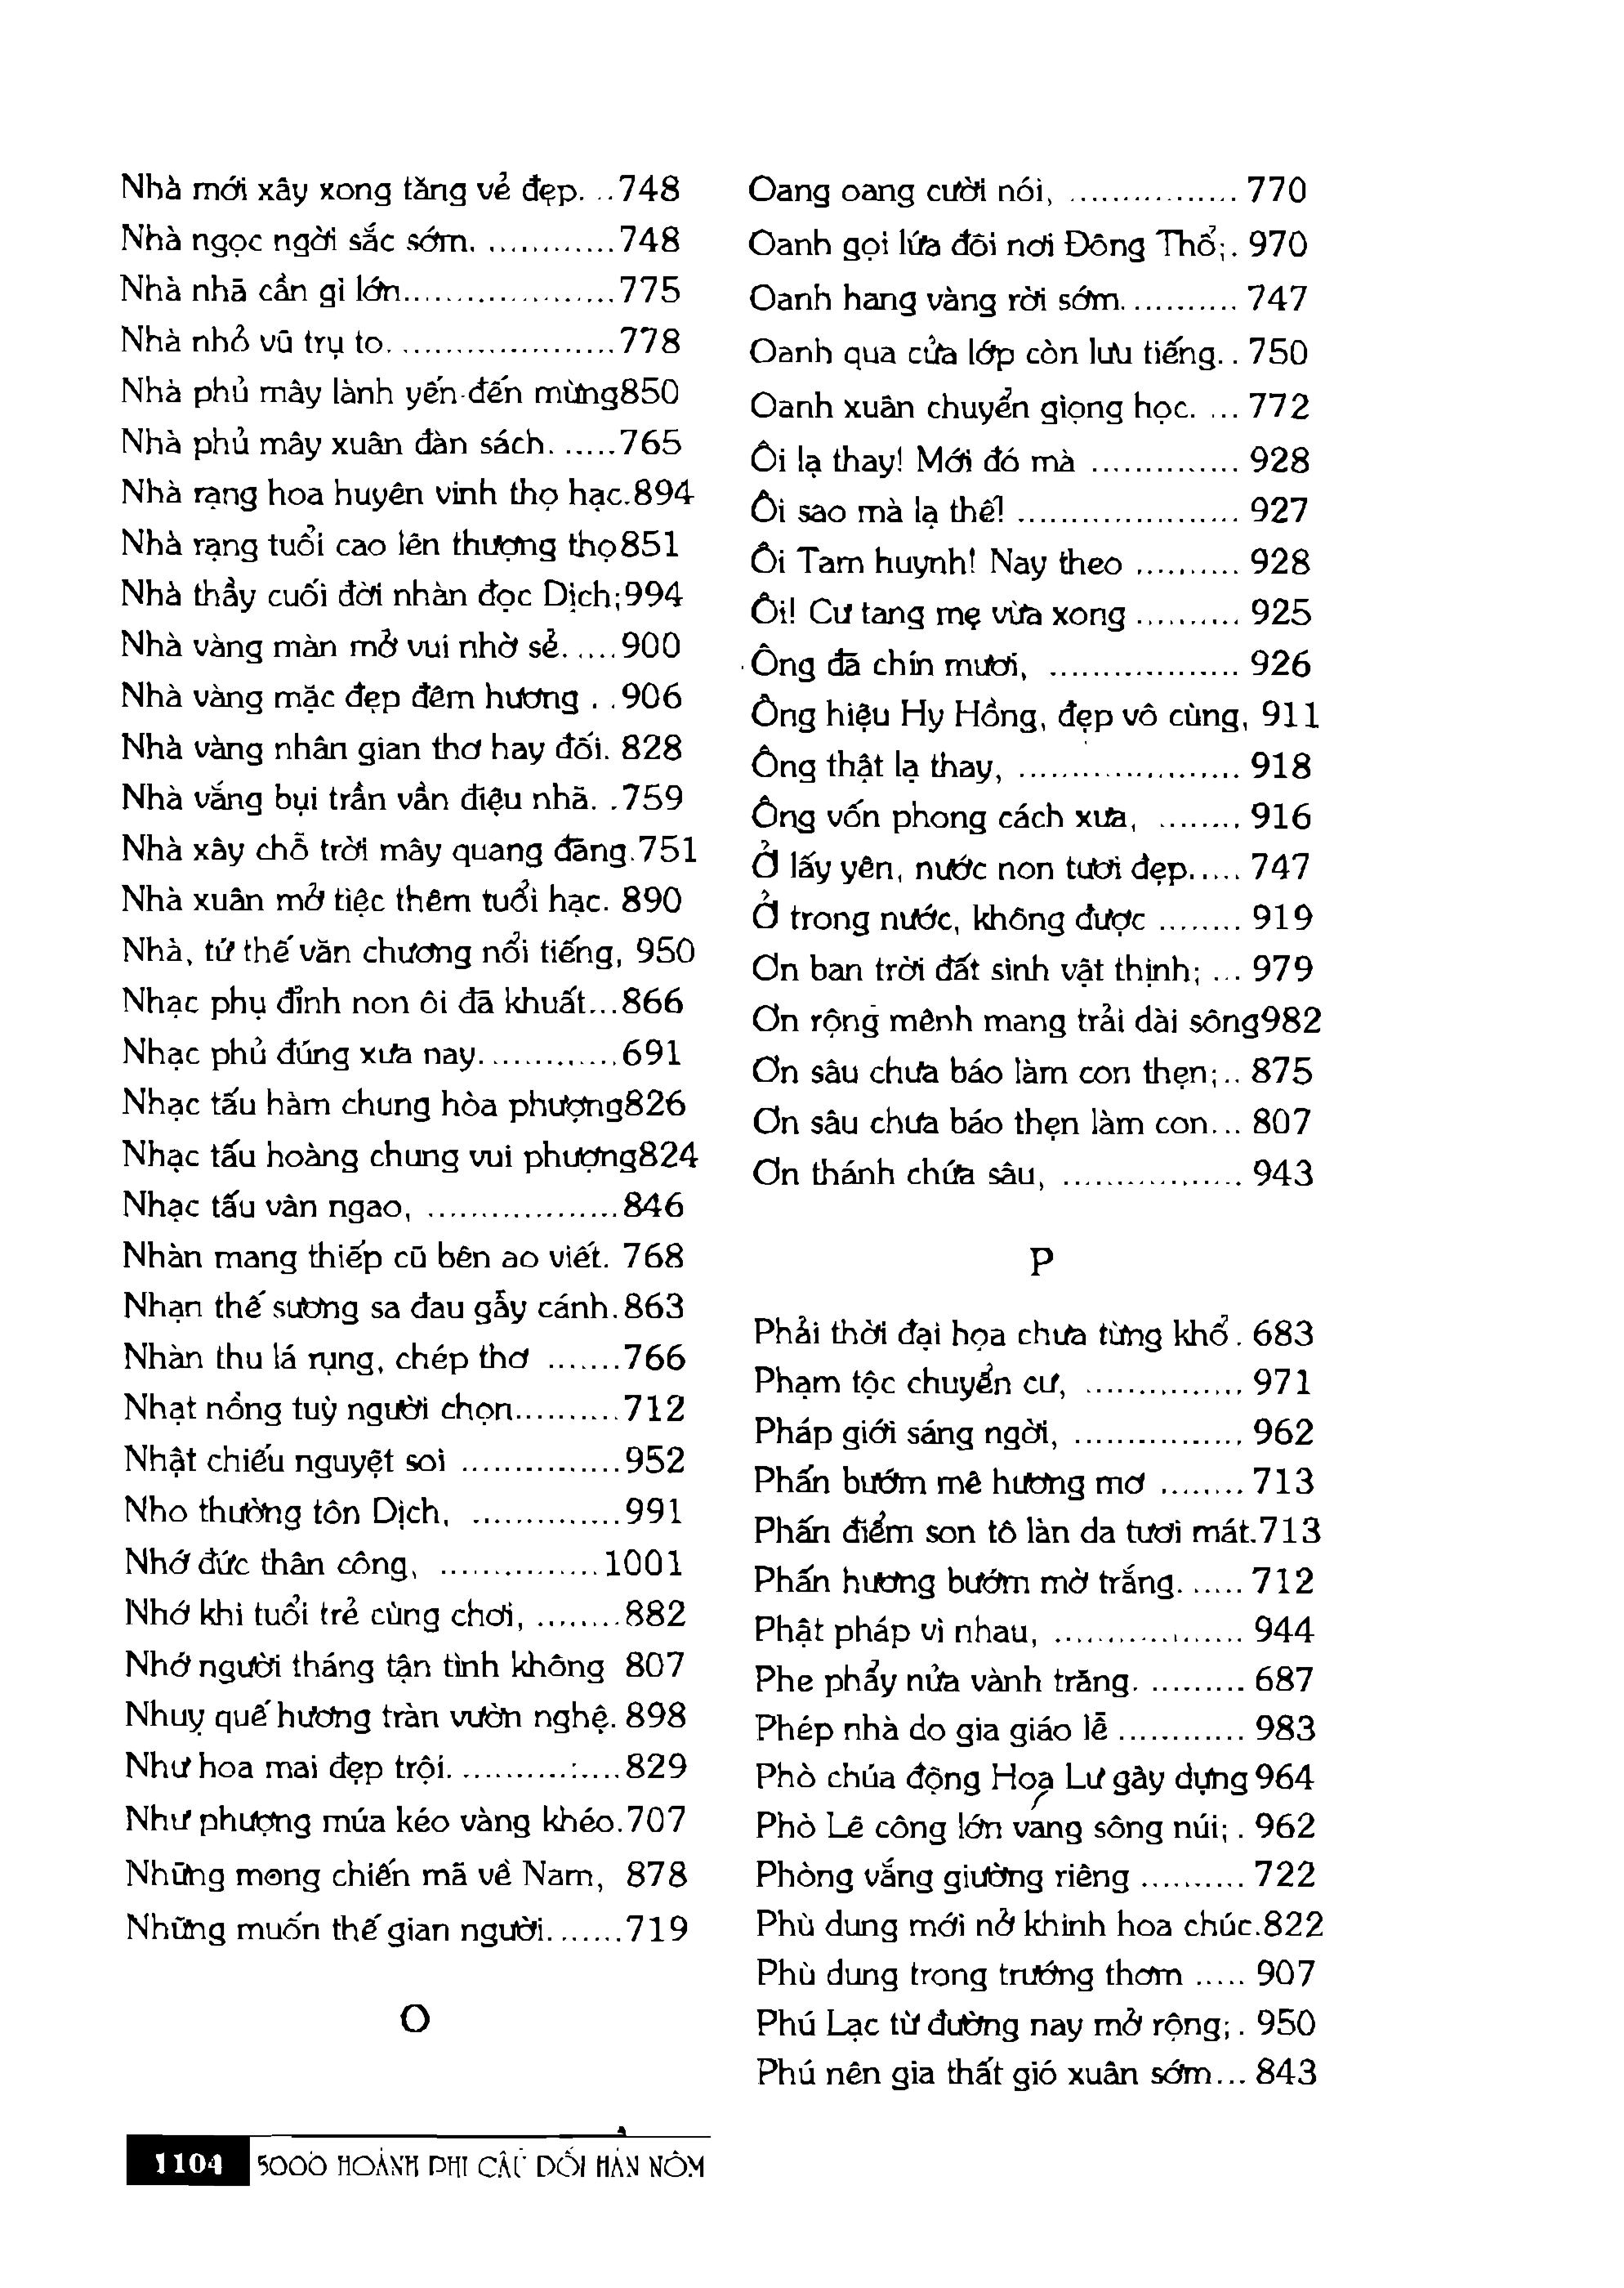 Nhà mới xây xong tăng vẻ đẹp. ..748
Nhà ngọc ngời sắc sớm. ............748
Nhà nhã cần gì lớn....................775
Nhà nhỏ vũ trụ to. .....................778
Nhà phủ mây lành yến đến mừng850
Nhà phủ mây xuân đàn sách. ......765
Nhà rạng hoa huyên vinh thọ hạc.894
Nhà rạng tuổi cao lên thượng thọ851
Nhà thầy cuối đời nhàn đọc Dịch;994
Nhà vàng màn mở vui nhờ sẻ. ....900
Nhà vàng mặc đẹp đêm hương . .906
Nhà vàng nhân gian thơ hay đối. 828
Nhà vắng bụi trần vần điệu nhã. .759
Nhà xây chỗ trời mây quang đãng.751
Nhà xuân mở tiệc thêm tuổi hạc. 890
Nhà, tứ thế văn chương nổi tiếng, 950
Nhạc phụ đỉnh non ôi đã khuất...866
Nhạc phủ đúng xưa nay. ............691
Nhạc tấu hàm chung hòa phượng826
Nhạc tấu hoàng chung vui phượng824
Nhạc tấu vân ngao, ..................846
Nhàn mang thiếp cũ bên ao viết. 768
Nhạn thế sương sa đau gẫy cánh.863
Nhàn thu lá rụng, chép thơ .......766
Nhạt nồng tuỳ người chọn..........712
Nhật chiếu nguyệt soi ...............952
Nho thường tôn Dịch, ..............991
Nhớ đức thân công, ...............1001
Nhớ khi tuổi trẻ cùng chơi, ........882
Nhớ người tháng tận tình không 807
Nhuỵ quế hương tràn vườn nghệ. 898
Như hoa mai đẹp trội. ...............829
Như phượng múa kéo vàng khéo.707
Những mong chiến mã về Nam, 878
Những muốn thế gian người. ......719
O
Oang oang cười nói, ................ 770
Oanh gọi lứa đôi nơi Đông Thổ;. 970
Oanh hang vàng rời sớm. .......... 747
Oanh qua cửa lớp còn lưu tiếng. . 750
Oanh xuân chuyển giọng học. ... 772
Ôi lạ thay! Mới đó mà .............. 928
Ôi sao mà lạ thế! ..................... 927
Ôi Tam huynh! Nay theo .......... 928
Ôi! Cư tang mẹ vừa xong .......... 925
Ông đã chín mươi, .................. 926
Ông hiệu Hy Hồng, đẹp vô cùng, 911
Ông thật lạ thay, ..................... 918
Ông vốn phong cách xưa, ........ 916
Ở lấy yên, nước non tươi đẹp..... 747
Ở trong nước, không được ........ 919
Ơn ban trời đất sinh vật thịnh; ... 979
Ơn rộng mênh mang trải dài sông982
Ơn sâu chưa báo làm con thẹn;.. 875
Ơn sâu chưa báo thẹn làm con... 807
Ơn thánh chứa sâu, ................. 943
P
Phải thời đại họa chưa từng khổ . 683
Phạm tộc chuyển cư, ............... 971
Pháp giới sáng ngời, ................ 962
Phấn bướm mê hương mơ ........ 713
Phấn điểm son tô làn da tươi mát.713
Phấn hương bướm mờ trắng. ..... 712
Phật pháp vì nhau, .................. 944
Phe phẩy nửa vành trăng. ......... 687
Phép nhà do gia giáo lễ ............ 983
Phò chúa động Hoa Lư gây dựng 964
Phò Lê công lớn vang sông núi; . 962
Phòng vắng giường riêng .......... 722
Phù dung mới nở khinh hoa chúc.822
Phù dung trong trướng thơm ..... 907
Phú Lạc từ đường nay mở rộng; . 950
Phú nên gia thất gió xuân sớm... 843
1104 5000 HOÀNH PHI CÂU ĐỐI HÁN NÔM